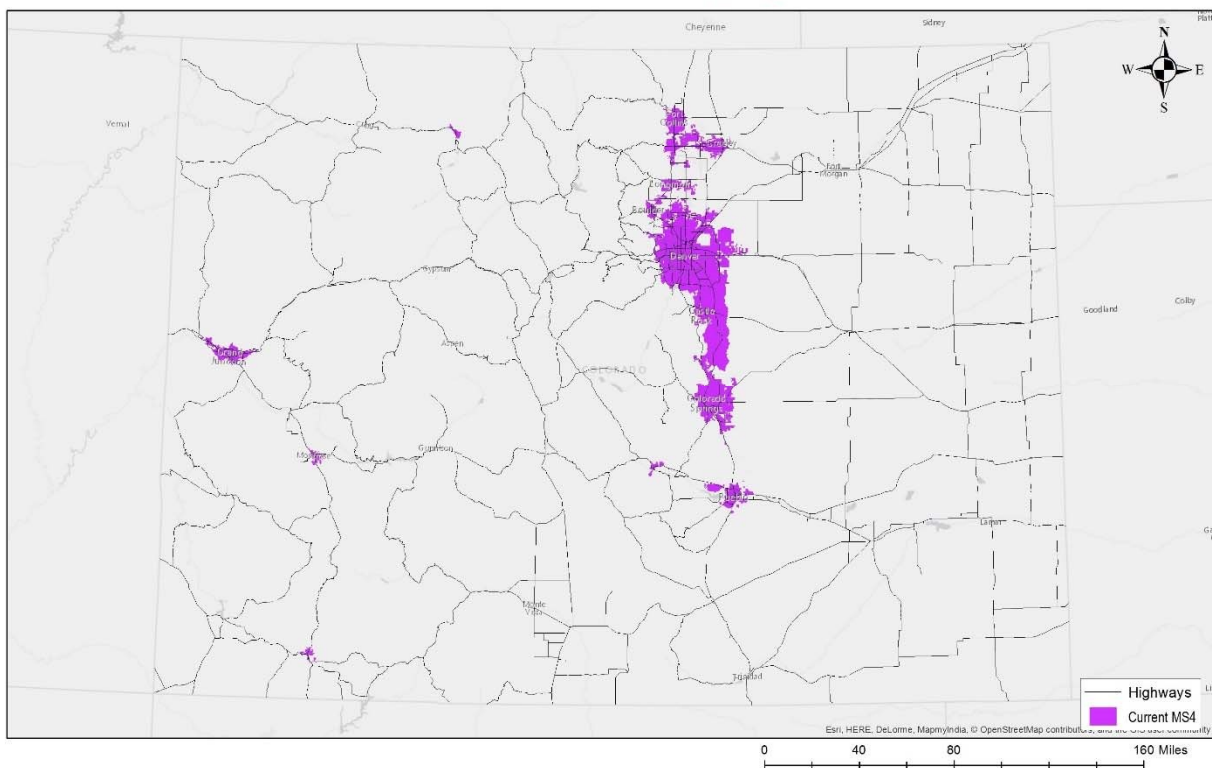 Cheyenne
Sidney
N
W
E
S
Vernal
Craig
Fort
Collins
Greeley
Fort
Morgan
Longmont
Boulder
Denver
Gypsum
Castle
Rock
Goodland
Colby
Aspen
Grand
Junction
COLORADO
Colorado
Springs
Gunnison
Montrose
Pueblo
Lamar
Monte
Vista
Trinidad
Highways
Current MS4
Esri, HERE, DeLorme, MapmyIndia, © OpenStreetMap contributors, and the GIS user community
0
40
80
160 Miles